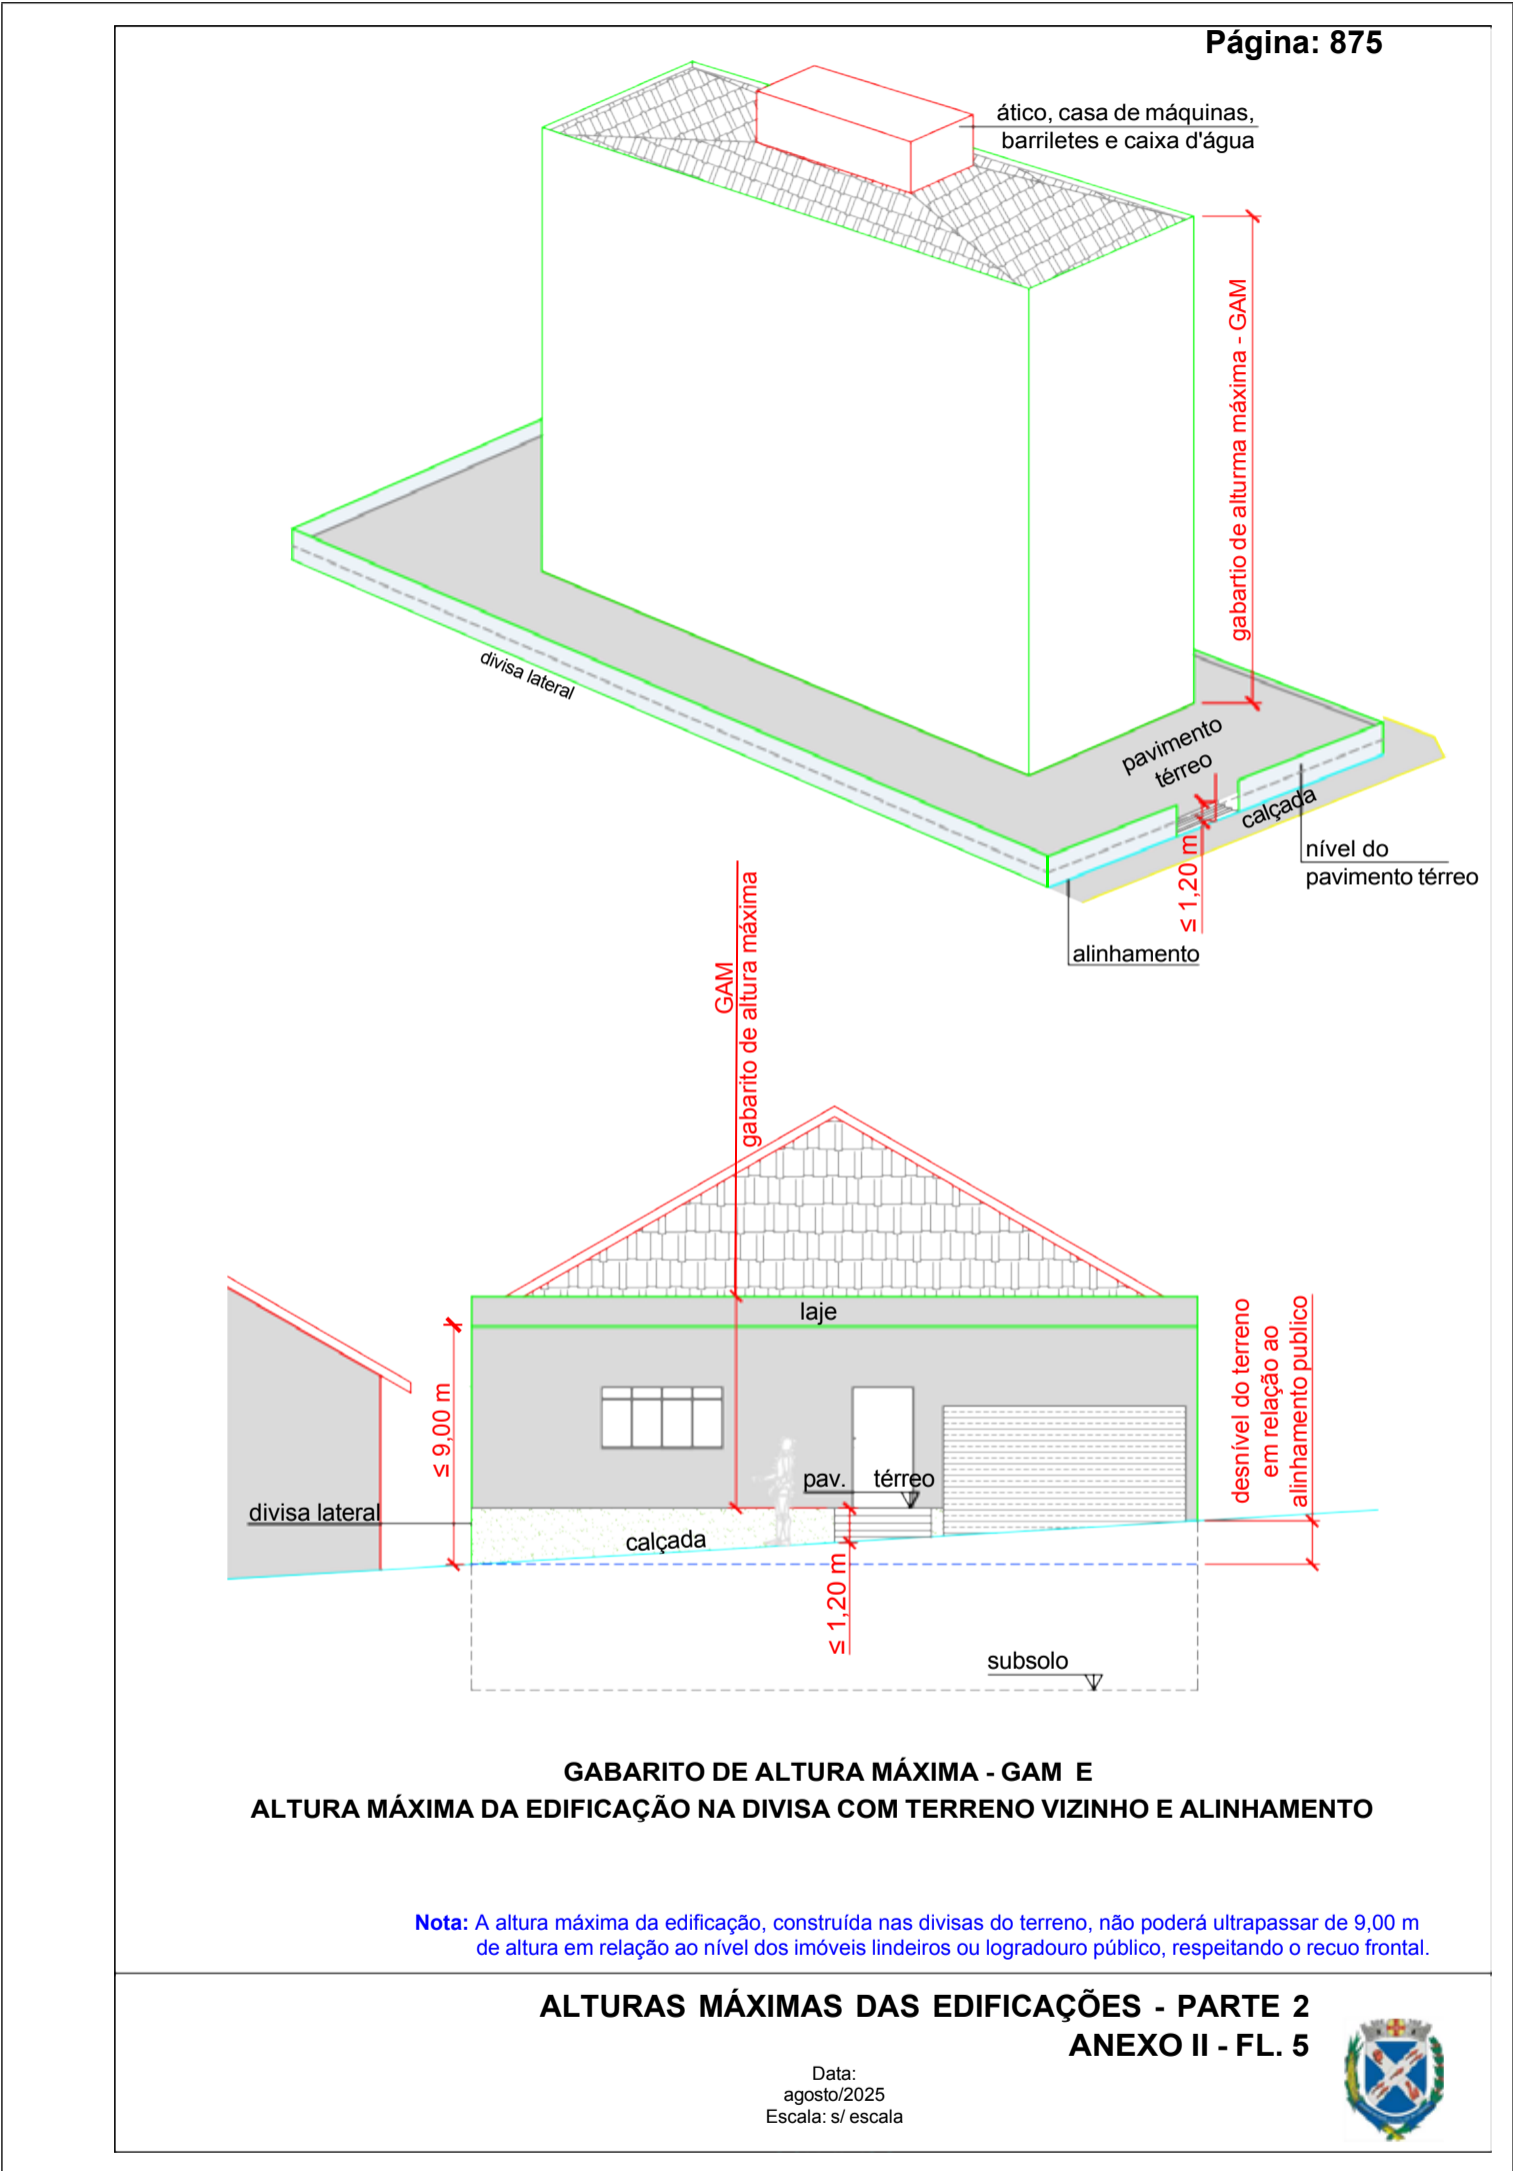 Página: 875
ático, casa de máquinas,
barriletes e caixa d'água
gabartio de alturma máxima - GAM
divisa lateral
pavimento
térreo
calçada
≤ 1,20 m
nível do
pavimento térreo
alinhamento
GAM
gabarito de altura máxima
laje
≤ 9,00 m
desnível do terreno
em relação ao
alinhamento publico
pav. térreo
divisa lateral
calçada
≤ 1,20 m
subsolo
GABARITO DE ALTURA MÁXIMA - GAM E
ALTURA MÁXIMA DA EDIFICAÇÃO NA DIVISA COM TERRENO VIZINHO E ALINHAMENTO
Nota: A altura máxima da edificação, construída nas divisas do terreno, não poderá ultrapassar de 9,00 m
de altura em relação ao nível dos imóveis lindeiros ou logradouro público, respeitando o recuo frontal.
ALTURAS MÁXIMAS DAS EDIFICAÇÕES - PARTE 2
ANEXO II - FL. 5
Data:
agosto/2025
Escala: s/ escala